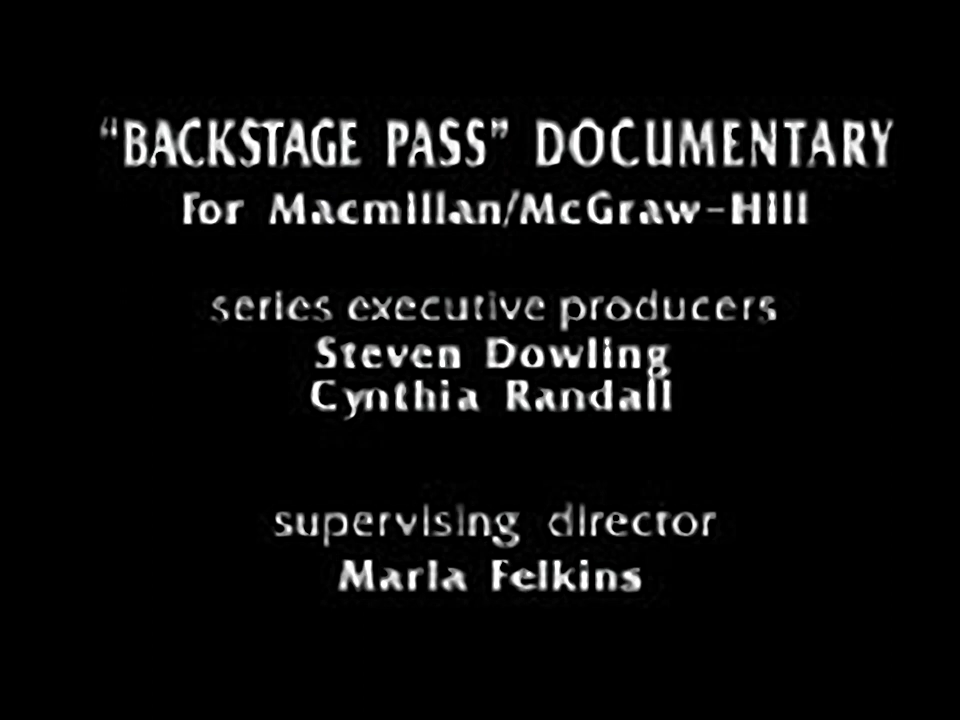 “BACKSTAGE PASS” DOCUMENTARY
for Macmillan/McGraw-Hill
series executive producers
Steven Dowling
Cynthia Randall
supervising director
Marla Felkins